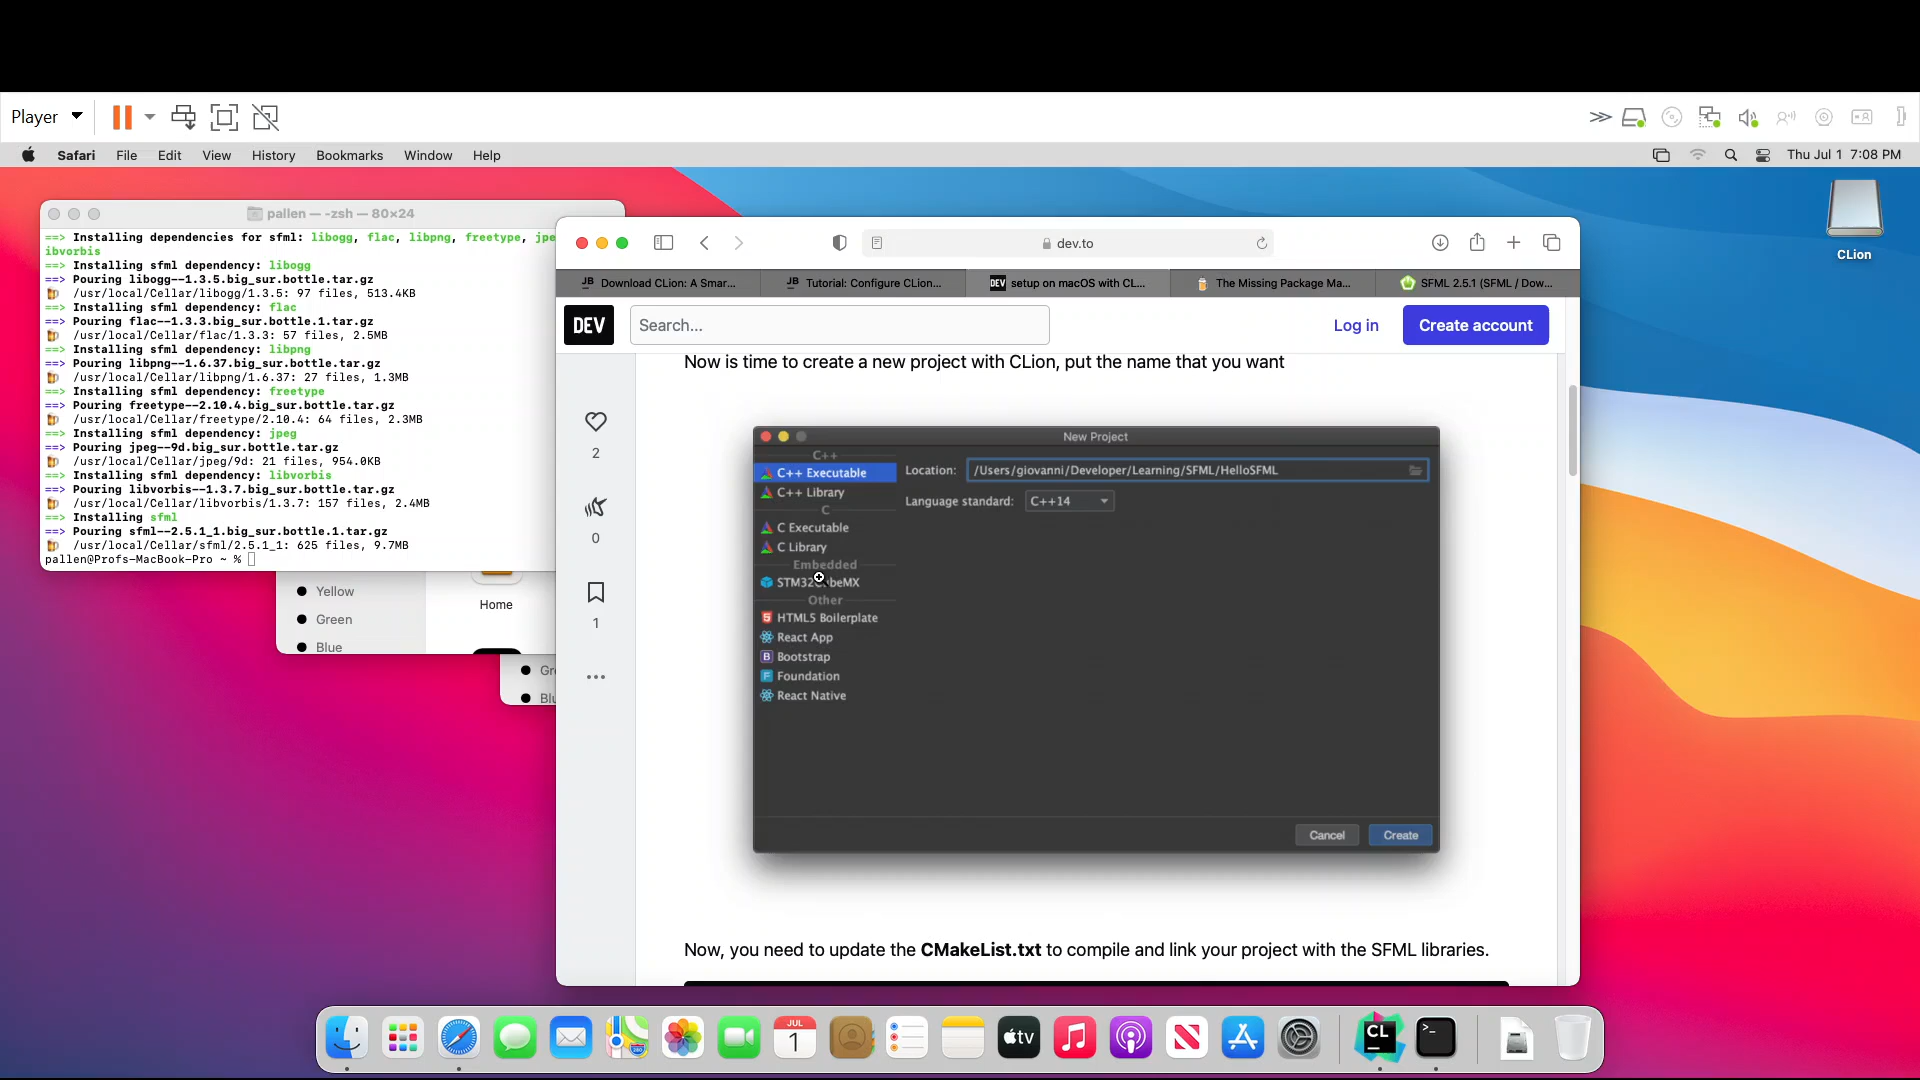 Player
Safari File Edit View History Bookmarks Window Help
Thu Jul 1 7:08 PM
pallen — -zsh — 80×24
==> Installing dependencies for sfml: libogg, flac, libpng, freetype, jpe
ibvorbis
==> Installing sfml dependency: libogg
==> Pouring libogg--1.3.5.big_sur.bottle.tar.gz
/usr/local/Cellar/libogg/1.3.5: 97 files, 513.4KB
==> Installing sfml dependency: flac
==> Pouring flac--1.3.3.big_sur.bottle.1.tar.gz
/usr/local/Cellar/flac/1.3.3: 57 files, 2.5MB
==> Installing sfml dependency: libpng
==> Pouring libpng--1.6.37.big_sur.bottle.tar.gz
/usr/local/Cellar/libpng/1.6.37: 27 files, 1.3MB
==> Installing sfml dependency: freetype
==> Pouring freetype--2.10.4.big_sur.bottle.tar.gz
/usr/local/Cellar/freetype/2.10.4: 64 files, 2.3MB
==> Installing sfml dependency: jpeg
==> Pouring jpeg--9d.big_sur.bottle.tar.gz
/usr/local/Cellar/jpeg/9d: 21 files, 954.0KB
==> Installing sfml dependency: libvorbis
==> Pouring libvorbis--1.3.7.big_sur.bottle.tar.gz
/usr/local/Cellar/libvorbis/1.3.7: 157 files, 2.4MB
==> Installing sfml
==> Pouring sfml--2.5.1_1.big_sur.bottle.1.tar.gz
/usr/local/Cellar/sfml/2.5.1_1: 625 files, 9.7MB
pallen@Profs-MacBook-Pro ~ %
Yellow
Green
Blue
Home
Gr
Blu
CLion
dev.to
JB Download CLion: A Smar...
JB Tutorial: Configure CLion...
DEV setup on macOS with CL...
The Missing Package Ma...
SFML 2.5.1 (SFML / Dow...
DEV
Search...
Log in
Create account
2
0
1
Now is time to create a new project with CLion, put the name that you want
New Project
C++
C++ Executable
C++ Library
C
C Executable
C Library
Embedded
STM32CubeMX
Other
HTML5 Boilerplate
React App
Bootstrap
Foundation
React Native
Location: /Users/giovanni/Developer/Learning/SFML/HelloSFML
Language standard: C++14
Cancel
Create
Now, you need to update the CMakeList.txt to compile and link your project with the SFML libraries.
JUL
1
tv
CL